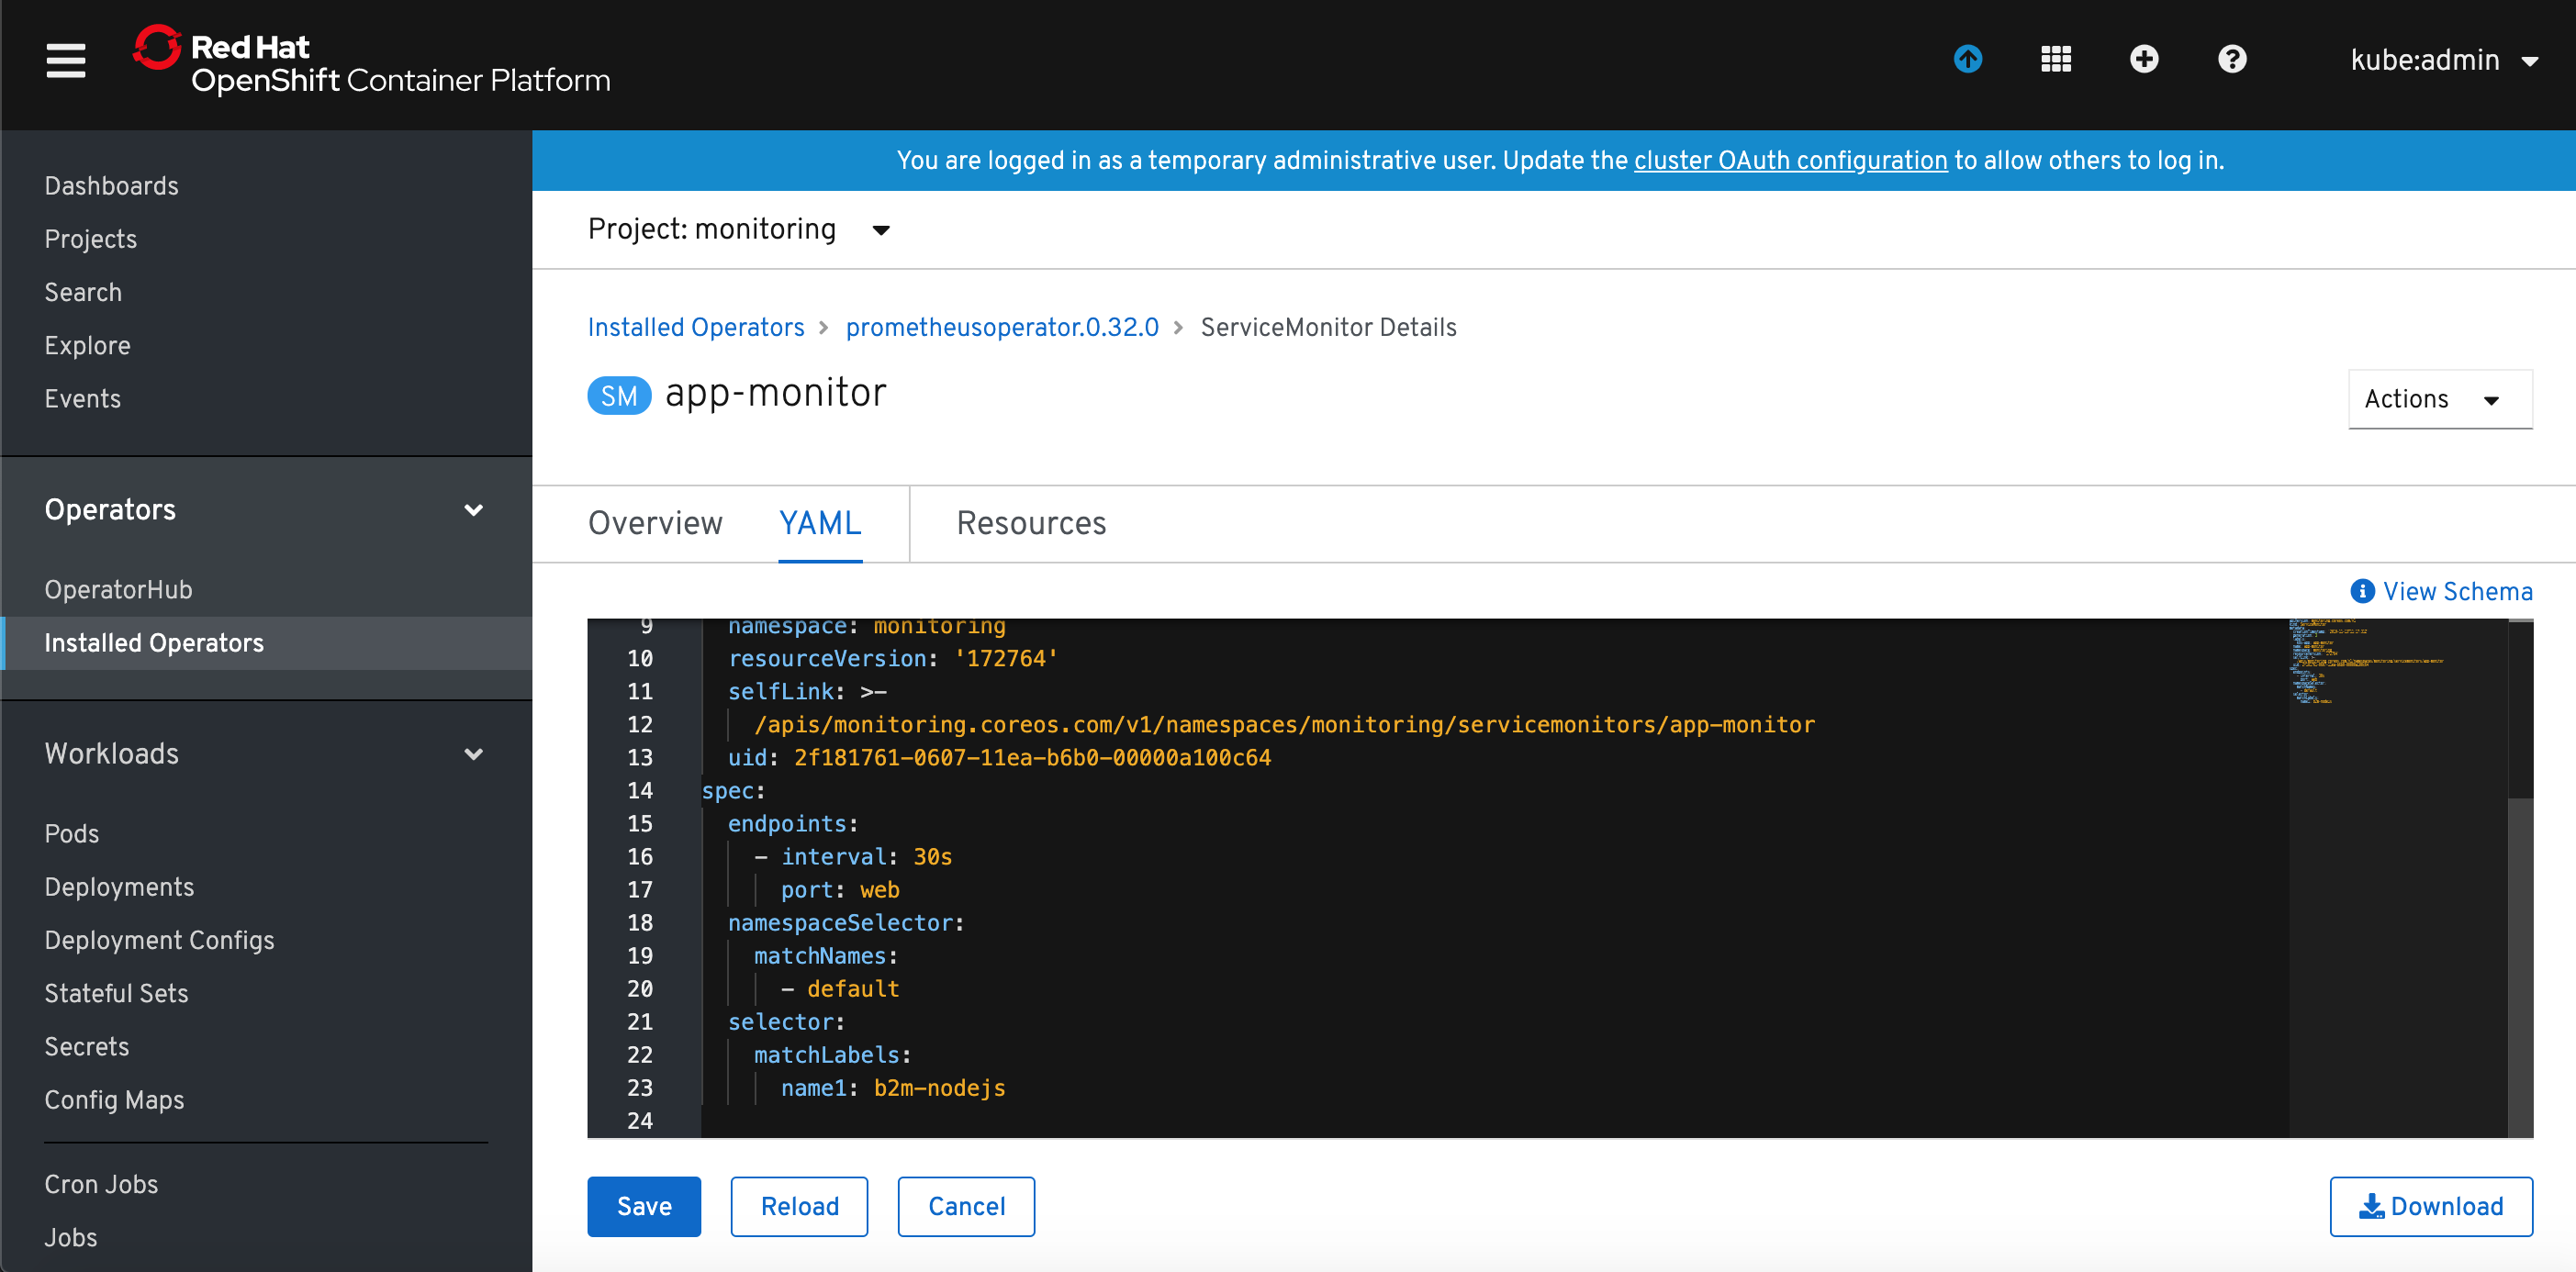 Red Hat
OpenShift Container Platform
kube:admin
You are logged in as a temporary administrative user. Update the cluster OAuth configuration to allow others to log in.
Dashboards
Projects
Search
Explore
Events
Operators
OperatorHub
Installed Operators
Workloads
Pods
Deployments
Deployment Configs
Stateful Sets
Secrets
Config Maps
Cron Jobs
Jobs
Project: monitoring
Installed Operators > prometheusoperator.0.32.0 > ServiceMonitor Details
SM app-monitor
Actions
Overview YAML Resources
View Schema
9 namespace: monitoring
10 resourceVersion: '172764'
11 selfLink: >-
12 /apis/monitoring.coreos.com/v1/namespaces/monitoring/servicemonitors/app-monitor
13 uid: 2f181761-0607-11ea-b6b0-00000a100c64
14 spec:
15 endpoints:
16 - interval: 30s
17 port: web
18 namespaceSelector:
19 matchNames:
20 - default
21 selector:
22 matchLabels:
23 name1: b2m-nodejs
24
Save Reload Cancel Download